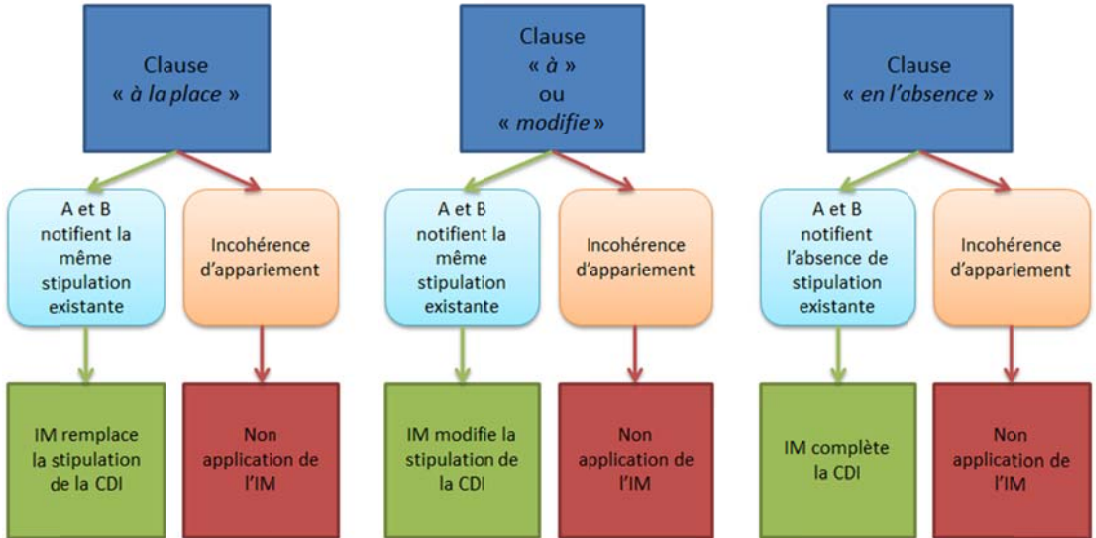 Clause
« à la place »
A et B
notifient la
même
stipulation
existante
Incohérence
d'appariement
IM remplace
la stipulation
de la CDI
Non
application de
l'IM
Clause
« à »
ou
« modifie »
A et B
notifient la
même
stipulation
existante
Incohérence
d'appariement
IM modifie la
stipulation de
la CDI
Non
application de
l'IM
Clause
« en l'absence »
A et B
notifient
l'absence de
stipulation
existante
Incohérence
d'appariement
IM complète
la CDI
Non
application de
l'IM